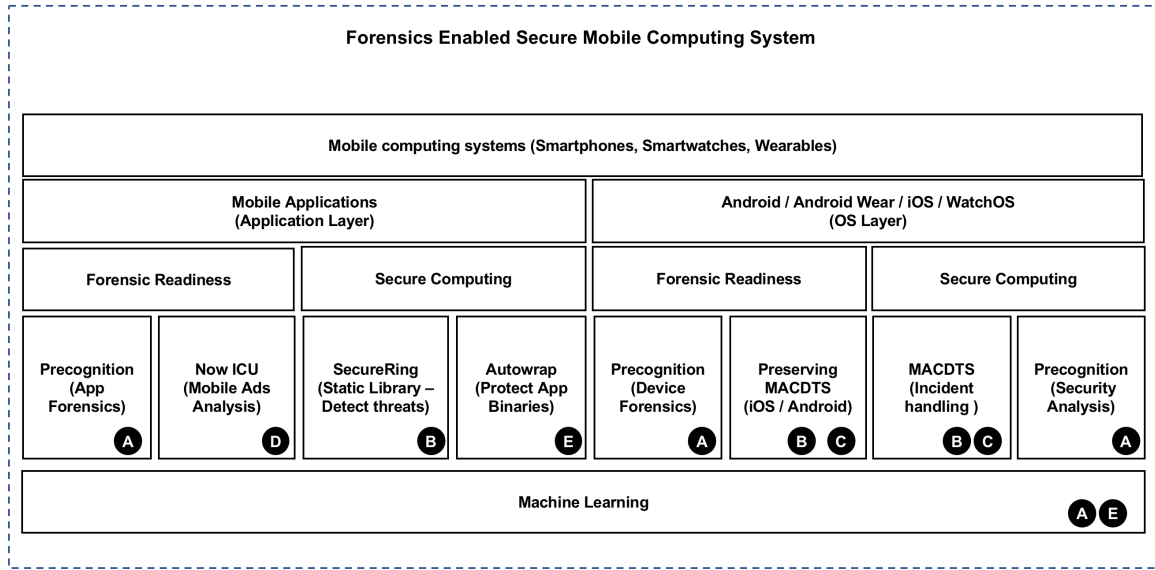 Forensics Enabled Secure Mobile Computing System
Mobile computing systems (Smartphones, Smartwatches, Wearables)
Mobile Applications
(Application Layer)
Android / Android Wear / iOS / WatchOS
(OS Layer)
Forensic Readiness
Secure Computing
Forensic Readiness
Secure Computing
Precognition
(App
Forensics)
A
Now ICU
(Mobile Ads
Analysis)
D
SecureRing
(Static Library –
Detect threats)
B
Autowrap
(Protect App
Binaries)
E
Precognition
(Device
Forensics)
A
Preserving
MACDTS
(iOS / Android)
B C
MACDTS
(Incident
handling )
B C
Precognition
(Security
Analysis)
A
Machine Learning
A E